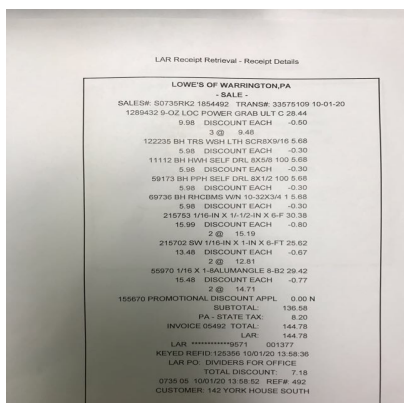 LAR Receipt Retrieval - Receipt Details
LOWE'S OF WARRINGTON,PA
- SALE -
SALES#: S0735RK2 1854492 TRANS#: 33575109 10-01-20
1289432 9-OZ LOC POWER GRAB ULT C 28.44
9.98 DISCOUNT EACH -0.50
3 @ 9.48
122235 BH TRS WSH LTH SCR8X9/16 5.68
5.98 DISCOUNT EACH -0.30
11112 BH HWH SELF DRL 8X5/8 100 5.68
5.98 DISCOUNT EACH -0.30
59173 BH PPH SELF DRL 8X1/2 100 5.68
5.98 DISCOUNT EACH -0.30
69736 BH RHCBMS W/N 10-32X3/4 1 5.68
5.98 DISCOUNT EACH -0.30
215753 1/16-IN X 1/-1/2-IN X 6-F 30.38
15.99 DISCOUNT EACH -0.80
2 @ 15.19
215702 SW 1/16-IN X 1-IN X 6-FT 25.62
13.48 DISCOUNT EACH -0.67
2 @ 12.81
55970 1/16 X 1-8ALUMANGLE 8-B2 29.42
15.48 DISCOUNT EACH -0.77
2 @ 14.71
155670 PROMOTIONAL DISCOUNT APPL 0.00 N
SUBTOTAL: 136.58
PA - STATE TAX: 8.20
INVOICE 05492 TOTAL: 144.78
LAR: 144.78
LAR ************9571 001377
KEYED REFID:125356 10/01/20 13:58:36
LAR PO: DIVIDERS FOR OFFICE
TOTAL DISCOUNT: 7.18
0735 05 10/01/20 13:58:52 REF#: 492
CUSTOMER: 142 YORK HOUSE SOUTH